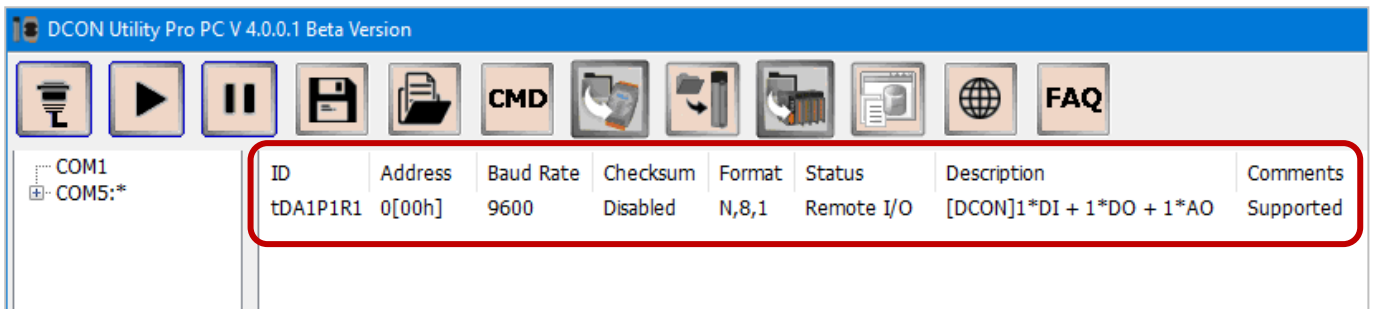 DCON Utility Pro PC V 4.0.0.1 Beta Version
CMD FAQ
COM1
COM5:*
ID Address Baud Rate Checksum Format Status Description Comments
tDA1P1R1 0[00h] 9600 Disabled N,8,1 Remote I/O [DCON]1*DI + 1*DO + 1*AO Supported